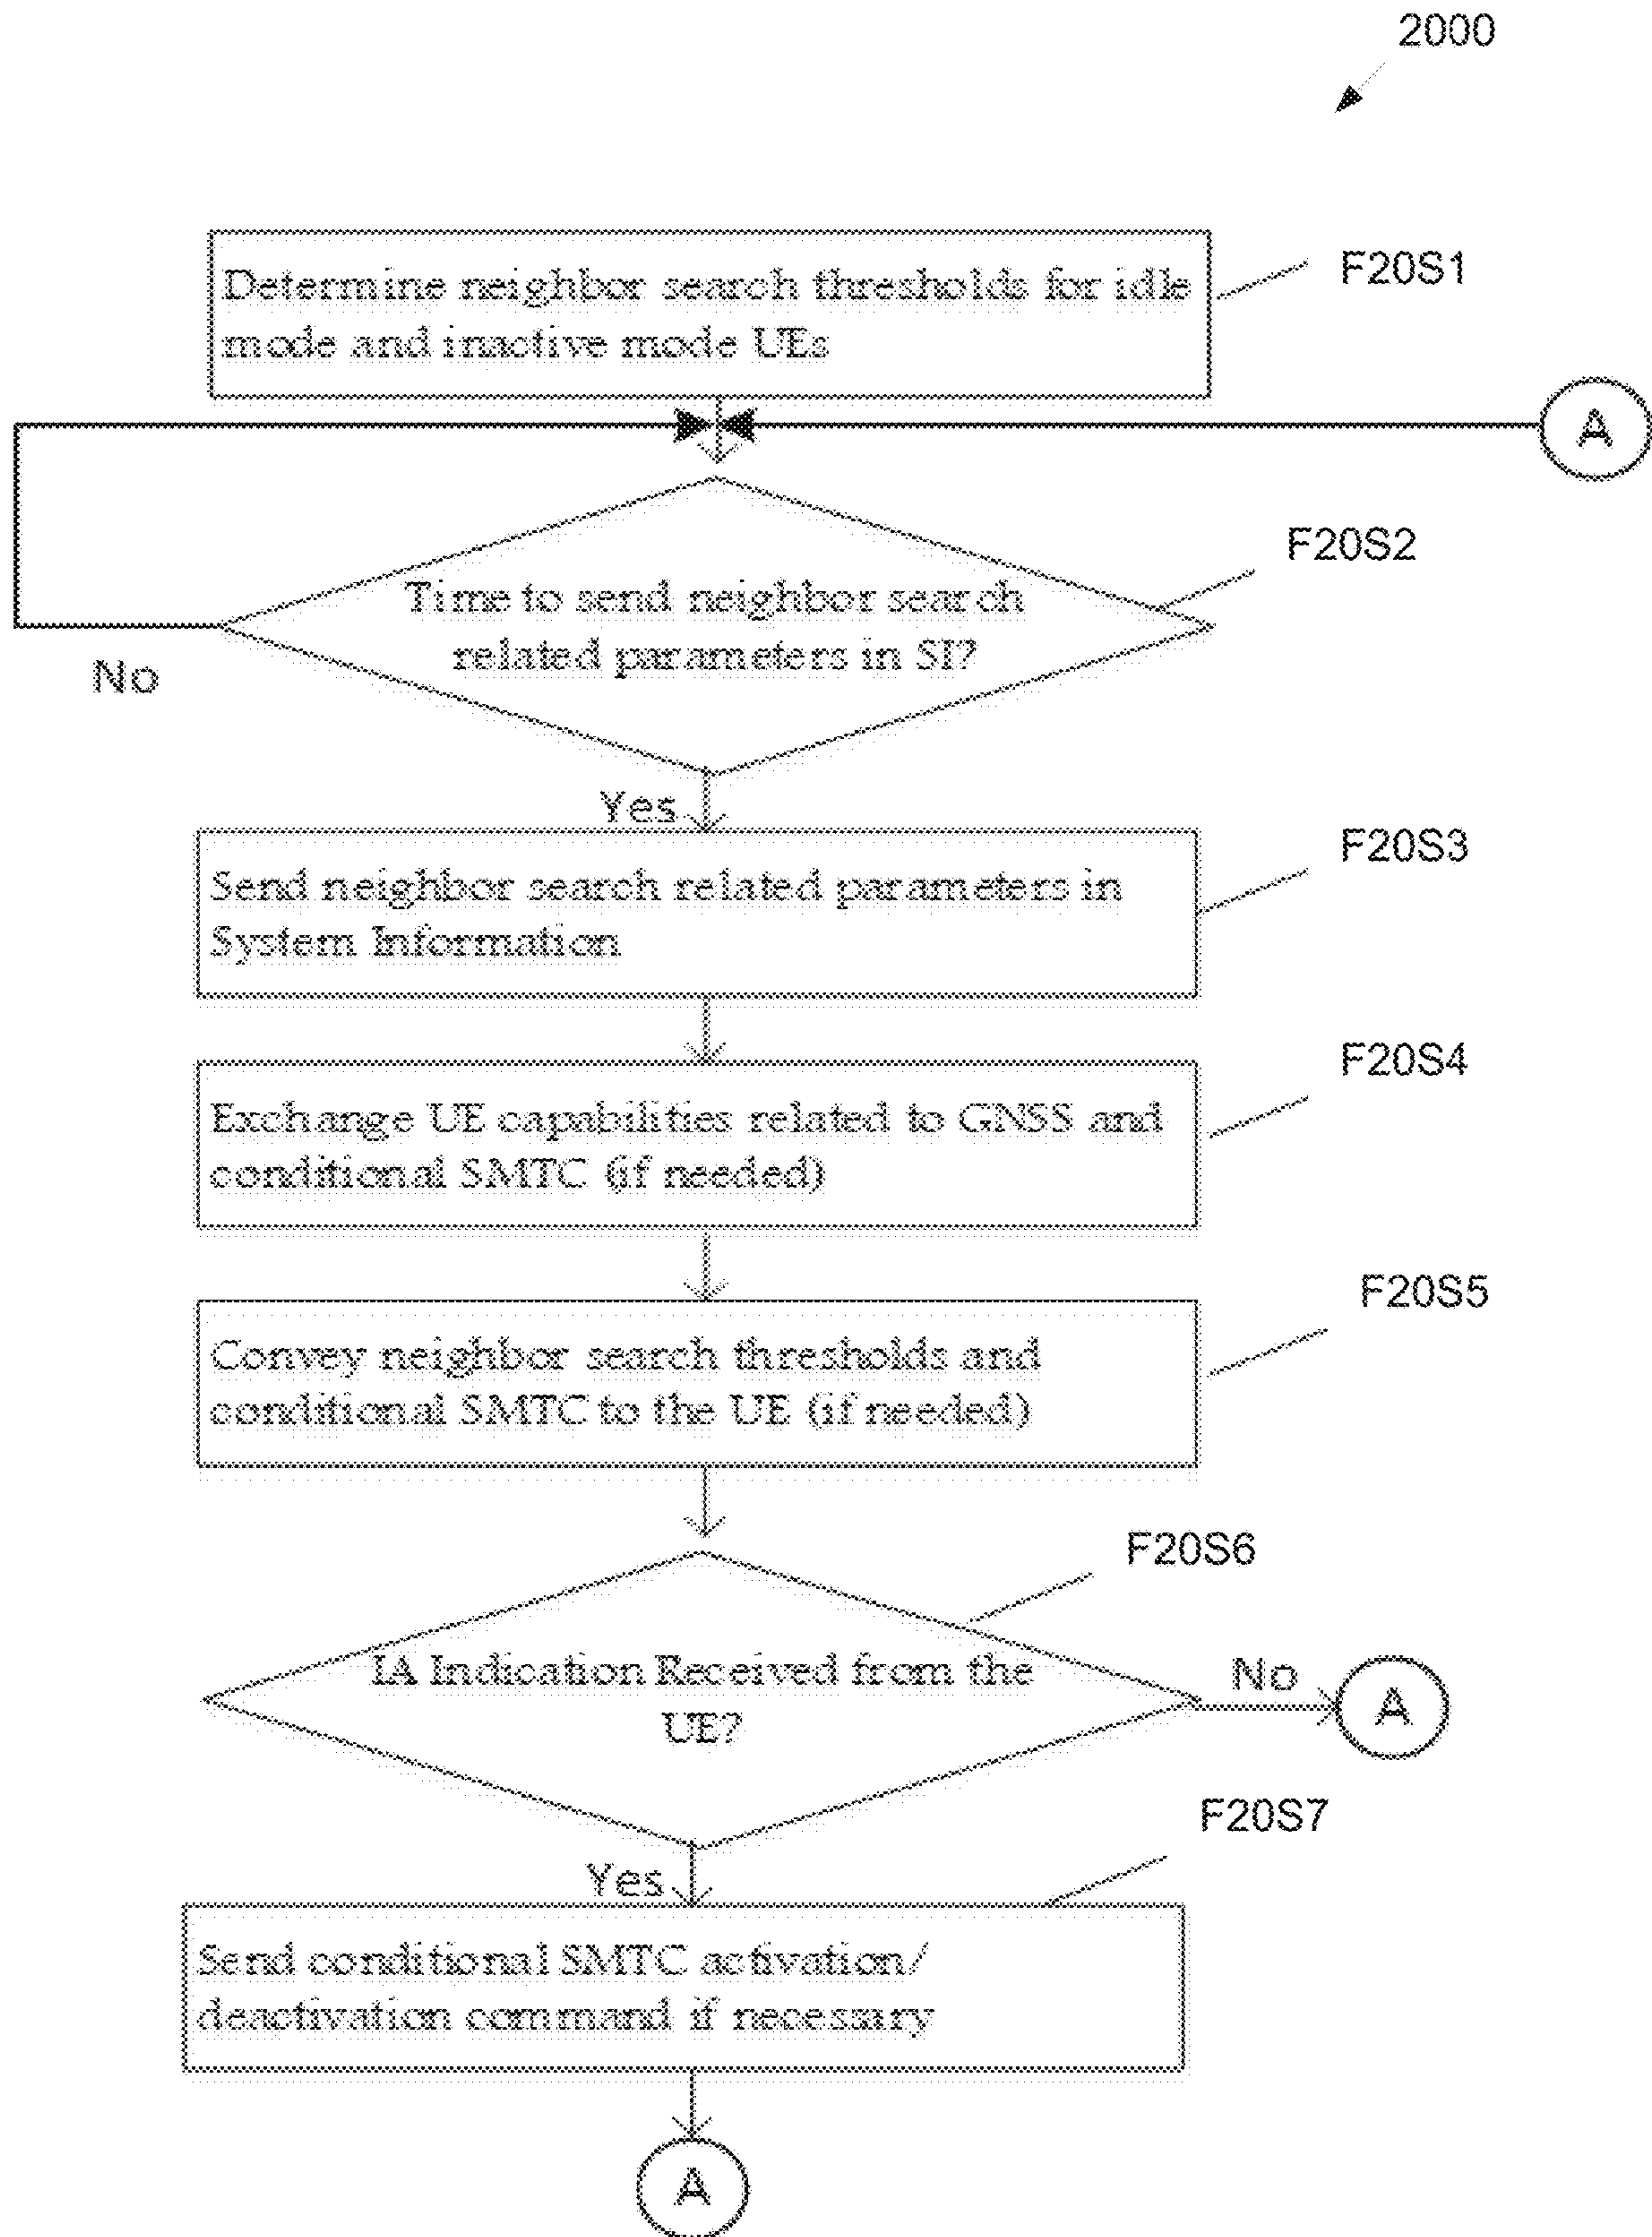 2000
Determine neighbor search thresholds for idle
mode and inactive mode UEs
F20S1
A
F20S2
Time to send neighbor search
related parameters in SI?
No
Yes
F20S3
Send neighbor search related parameters in
System Information
F20S4
Exchange UE capabilities related to GNSS and
conditional SMTC (if needed)
F20S5
Convey neighbor search thresholds and
conditional SMTC to the UE (if needed)
F20S6
IA Indication Received from the
UE?
No
A
F20S7
Yes
Send conditional SMTC activation/
deactivation command if necessary
A